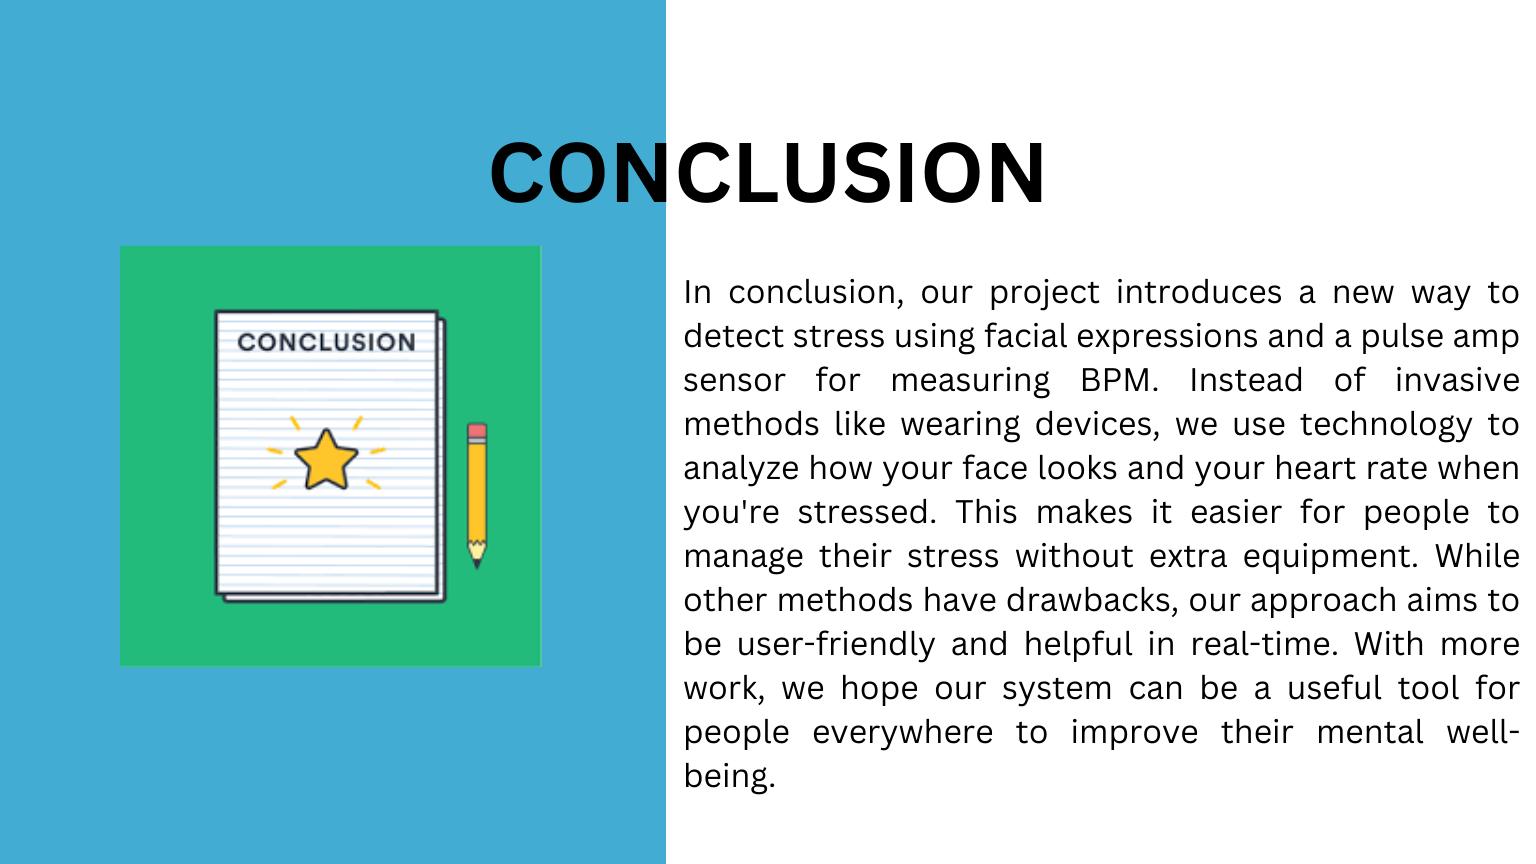 CONCLUSION
CONCLUSION
In conclusion, our project introduces a new way to
detect stress using facial expressions and a pulse amp
sensor for measuring BPM. Instead of invasive
methods like wearing devices, we use technology to
analyze how your face looks and your heart rate when
you're stressed. This makes it easier for people to
manage their stress without extra equipment. While
other methods have drawbacks, our approach aims to
be user-friendly and helpful in real-time. With more
work, we hope our system can be a useful tool for
people everywhere to improve their mental well-
being.